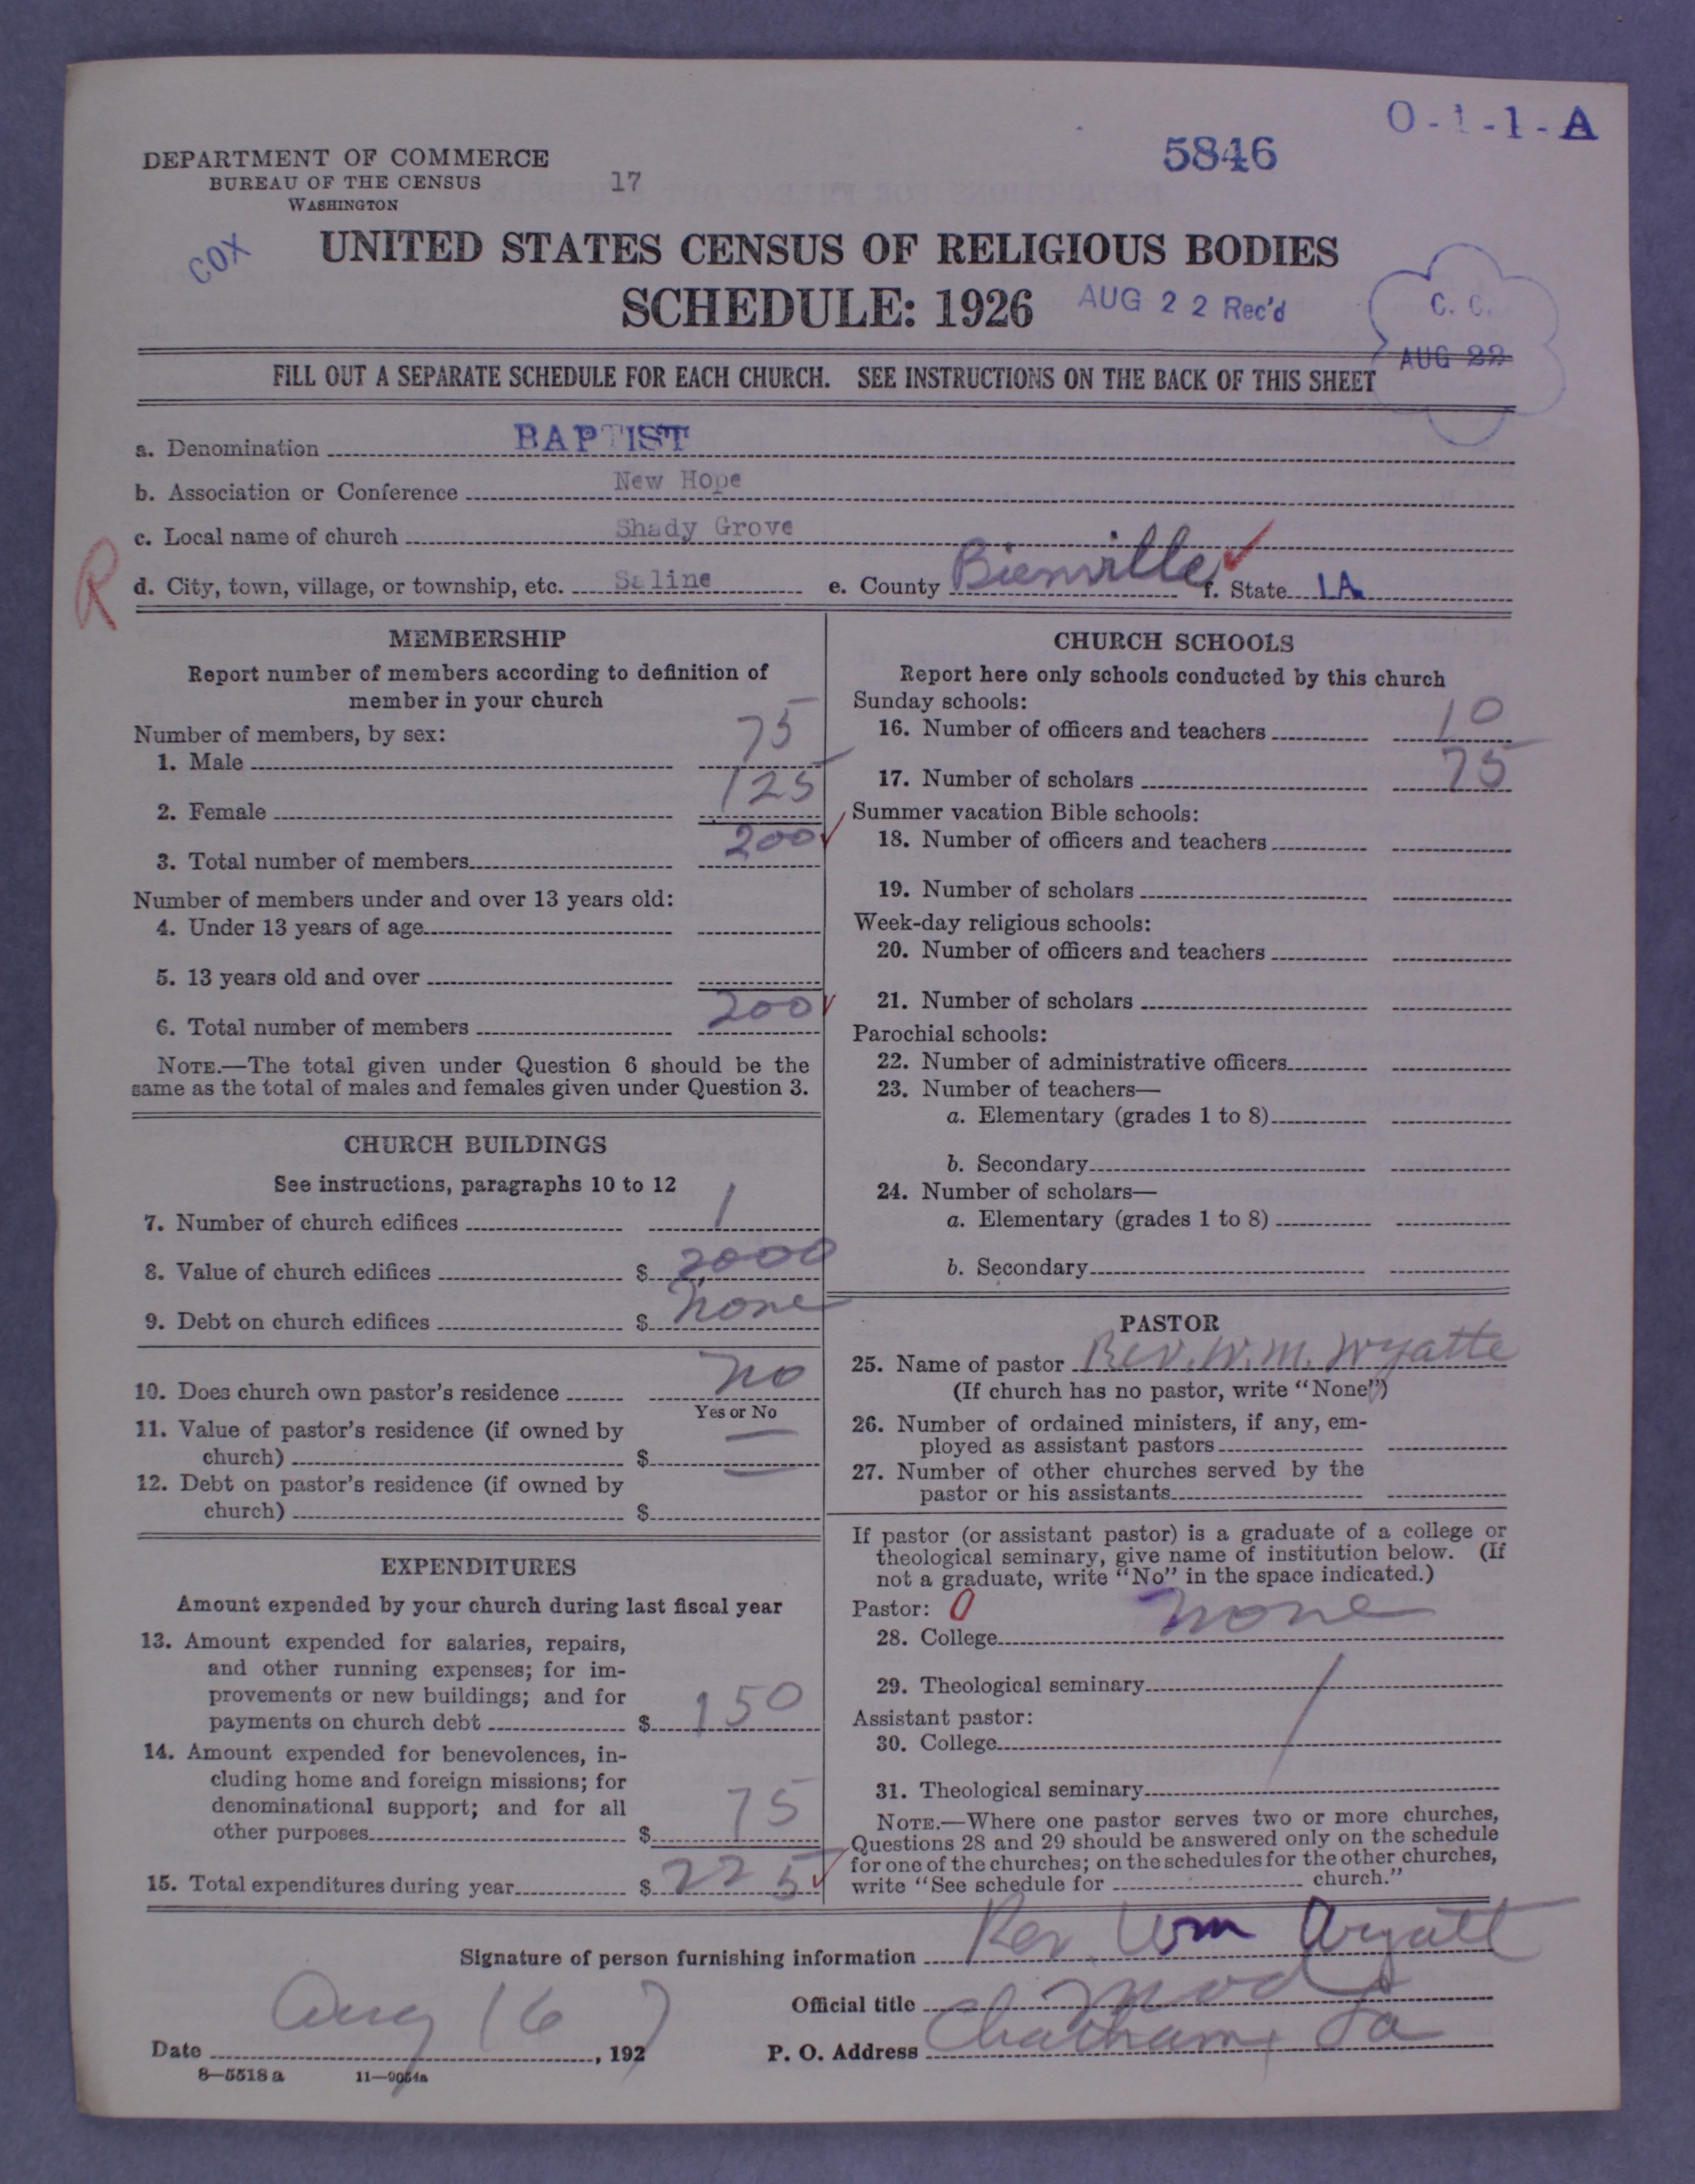 O-1-1-A
5846
DEPARTMENT OF COMMERCE
BUREAU OF THE CENSUS
WASHINGTON
17
COX
UNITED STATES CENSUS OF RELIGIOUS BODIES
SCHEDULE: 1926
AUG 22 Rec'd
C. C.
AUG 22
FILL OUT A SEPARATE SCHEDULE FOR EACH CHURCH. SEE INSTRUCTIONS ON THE BACK OF THIS SHEET
a. Denomination BAPTIST
b. Association or Conference New Hope
c. Local name of church Shady Grove
R
d. City, town, village, or township, etc. Saline e. County Bienville f. State LA
MEMBERSHIP
Report number of members according to definition of
member in your church
Number of members, by sex:
1. Male 75
2. Female 125
3. Total number of members 200
Number of members under and over 13 years old:
4. Under 13 years of age
5. 13 years old and over
6. Total number of members 200
NOTE.—The total given under Question 6 should be the
same as the total of males and females given under Question 3.
CHURCH BUILDINGS
See instructions, paragraphs 10 to 12
7. Number of church edifices 1
8. Value of church edifices $ 2000
9. Debt on church edifices $ none
10. Does church own pastor's residence no
Yes or No
11. Value of pastor's residence (if owned by
church) $ —
12. Debt on pastor's residence (if owned by
church) $ —
EXPENDITURES
Amount expended by your church during last fiscal year
13. Amount expended for salaries, repairs,
and other running expenses; for im-
provements or new buildings; and for
payments on church debt $ 150
14. Amount expended for benevolences, in-
cluding home and foreign missions; for
denominational support; and for all
other purposes $ 75
15. Total expenditures during year $ 225
CHURCH SCHOOLS
Report here only schools conducted by this church
Sunday schools:
16. Number of officers and teachers 10
17. Number of scholars 75
Summer vacation Bible schools:
18. Number of officers and teachers
19. Number of scholars
Week-day religious schools:
20. Number of officers and teachers
21. Number of scholars
Parochial schools:
22. Number of administrative officers
23. Number of teachers—
a. Elementary (grades 1 to 8)
b. Secondary
24. Number of scholars—
a. Elementary (grades 1 to 8)
b. Secondary
PASTOR
25. Name of pastor Rev. W. M. Wyatte
(If church has no pastor, write "None")
26. Number of ordained ministers, if any, em-
ployed as assistant pastors
27. Number of other churches served by the
pastor or his assistants
If pastor (or assistant pastor) is a graduate of a college or
theological seminary, give name of institution below. (If
not a graduate, write "No" in the space indicated.)
Pastor: 0
28. College none
29. Theological seminary
Assistant pastor:
30. College
31. Theological seminary
NOTE.—Where one pastor serves two or more churches,
Questions 28 and 29 should be answered only on the schedule
for one of the churches; on the schedules for the other churches,
write "See schedule for church."
Signature of person furnishing information Rev. Wm Wyatt
Official title Mod
Date Aug 16, 1927 P. O. Address Chatham, La
8—5518 a 11—9054a